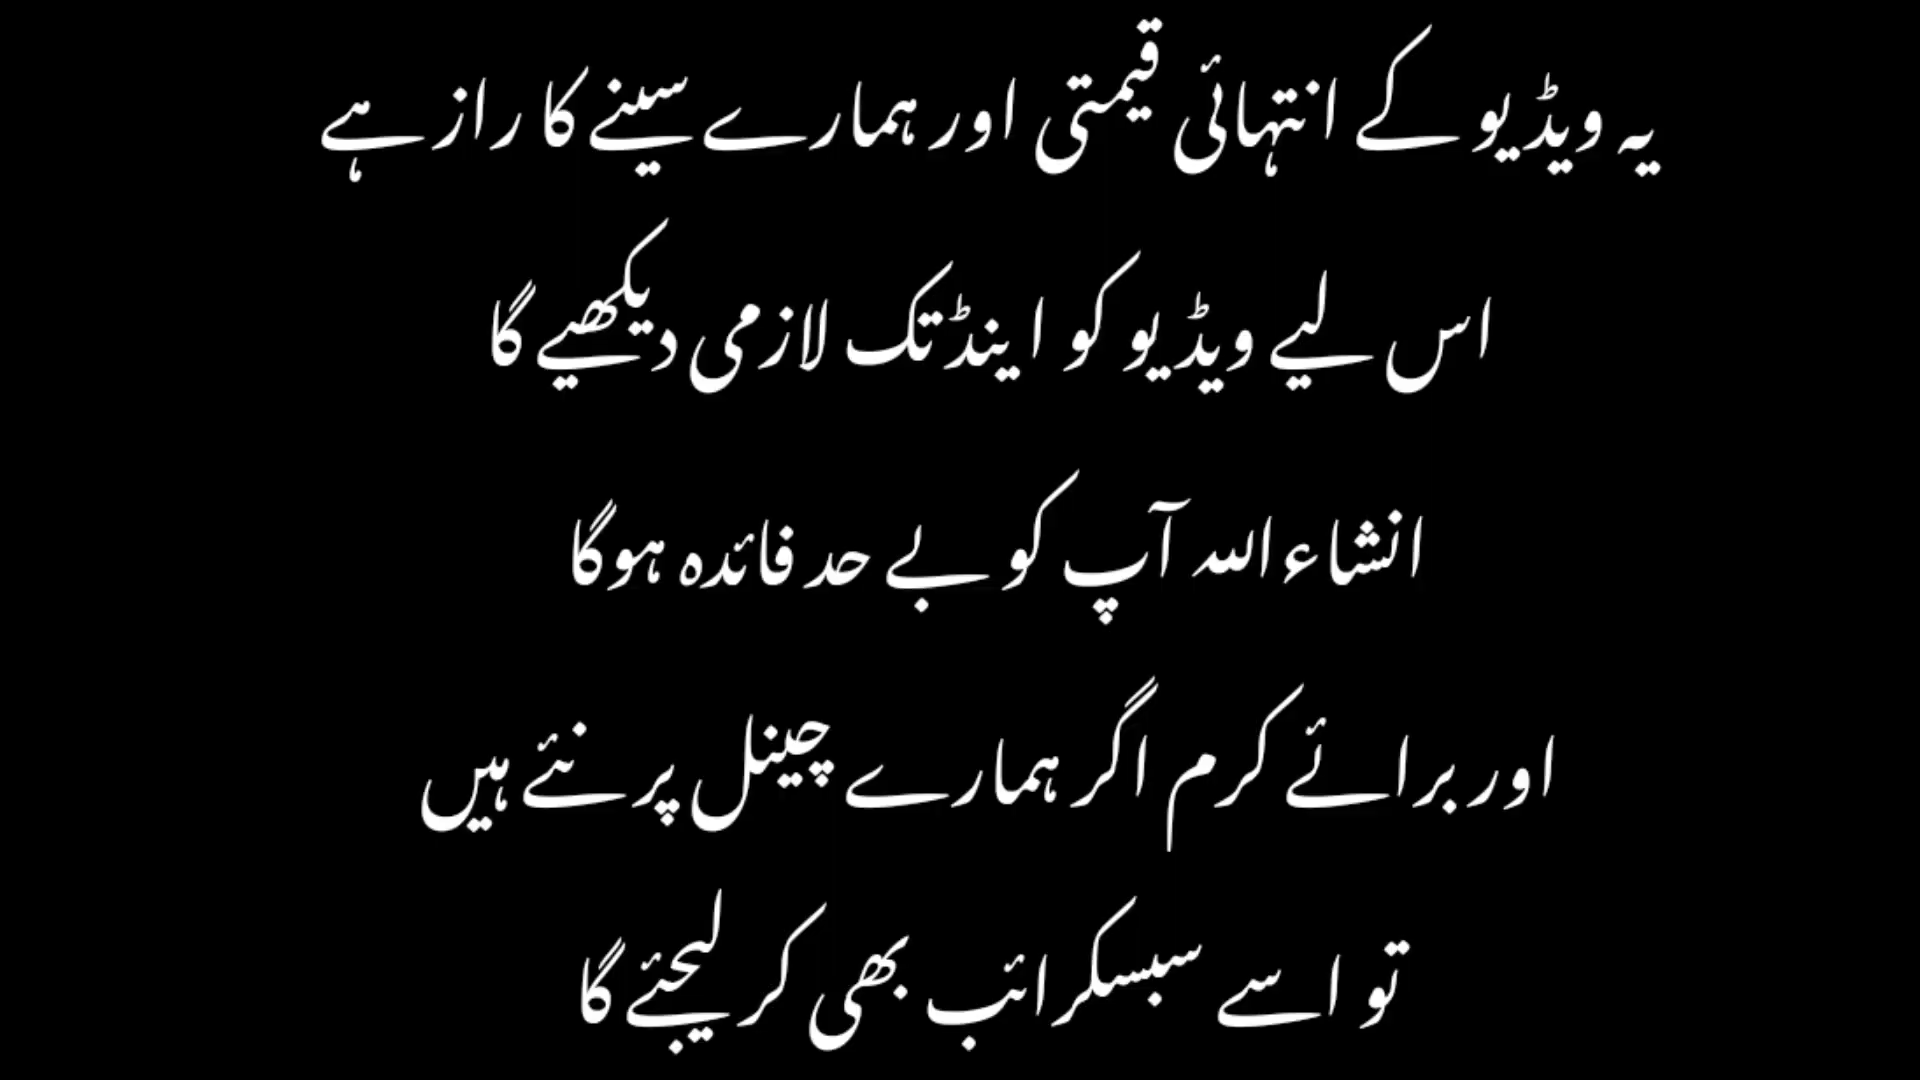 یہ ویڈیو کے انتہائی قیمتی اور ہمارے سینے کا راز ہے
اس لیے ویڈیو کو اینڈ تک لازمی دیکھیے گا
انشاء اللہ آپ کو بے حد فائدہ ہوگا
اور برائے کرم اگر ہمارے چینل پر نئے ہیں
تو اسے سبسکرائب بھی کر لیجئے گا